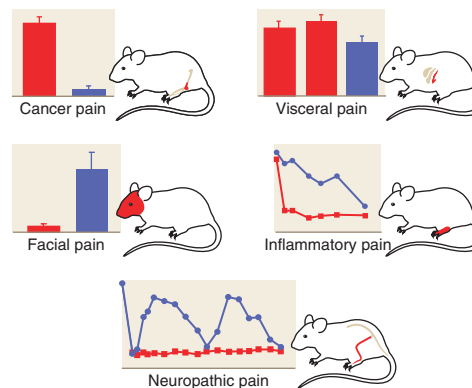 Cancer pain
Visceral pain
Facial pain
Inflammatory pain
Neuropathic pain